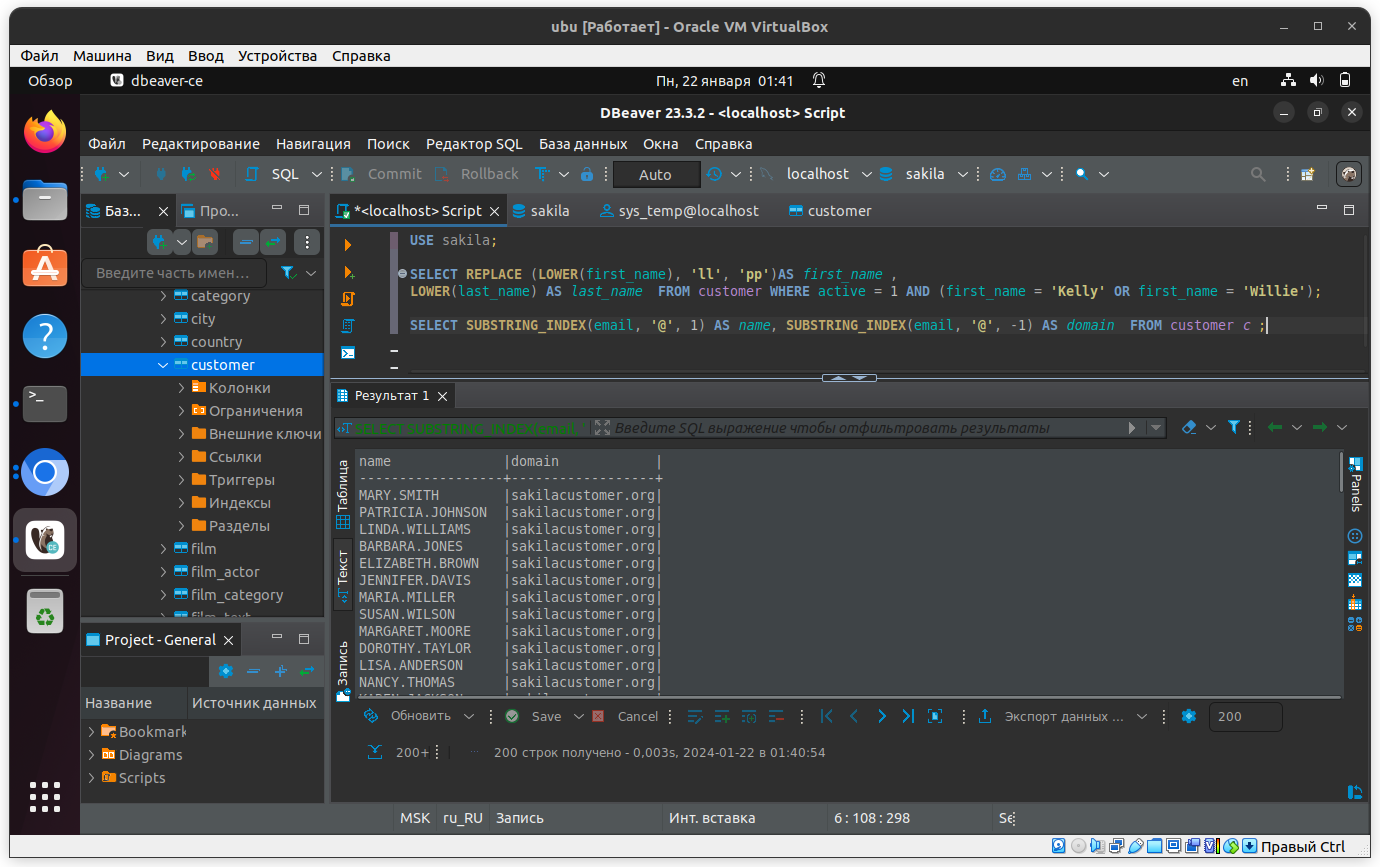 ubu [Работает] - Oracle VM VirtualBox
Файл Машина Вид Ввод Устройства Справка
Обзор dbeaver-ce Пн, 22 января 01:41 en
DBeaver 23.3.2 - <localhost> Script
Файл Редактирование Навигация Поиск Редактор SQL База данных Окна Справка
SQL Commit Rollback Auto localhost sakila
Баз... Про...
*<localhost> Script sakila sys_temp@localhost customer
Введите часть имен...
category
city
country
customer
Колонки
Ограничения
Внешние ключи
Ссылки
Триггеры
Индексы
Разделы
film
film_actor
film_category
film_text
USE sakila;
SELECT REPLACE (LOWER(first_name), 'll', 'pp')AS first_name ,
LOWER(last_name) AS last_name FROM customer WHERE active = 1 AND (first_name = 'Kelly' OR first_name = 'Willie');
SELECT SUBSTRING_INDEX(email, '@', 1) AS name, SUBSTRING_INDEX(email, '@', -1) AS domain FROM customer c ;
Результат 1
SELECT SUBSTRING_INDEX(email, ' Введите SQL выражение чтобы отфильтровать результаты
Таблица
Текст
Запись
name |domain |
------------------+------------------+
MARY.SMITH |sakilacustomer.org|
PATRICIA.JOHNSON |sakilacustomer.org|
LINDA.WILLIAMS |sakilacustomer.org|
BARBARA.JONES |sakilacustomer.org|
ELIZABETH.BROWN |sakilacustomer.org|
JENNIFER.DAVIS |sakilacustomer.org|
MARIA.MILLER |sakilacustomer.org|
SUSAN.WILSON |sakilacustomer.org|
MARGARET.MOORE |sakilacustomer.org|
DOROTHY.TAYLOR |sakilacustomer.org|
LISA.ANDERSON |sakilacustomer.org|
NANCY.THOMAS |sakilacustomer.org|
KAREN.JACKSON |sakilacustomer.org|
Panels
Обновить Save Cancel Экспорт данных ... 200
200+ ... 200 строк получено - 0,003s, 2024-01-22 в 01:40:54
Project - General
Название Источник данных
Bookmark
Diagrams
Scripts
MSK ru_RU Запись Инт. вставка 6 : 108 : 298 Se
Правый Ctrl